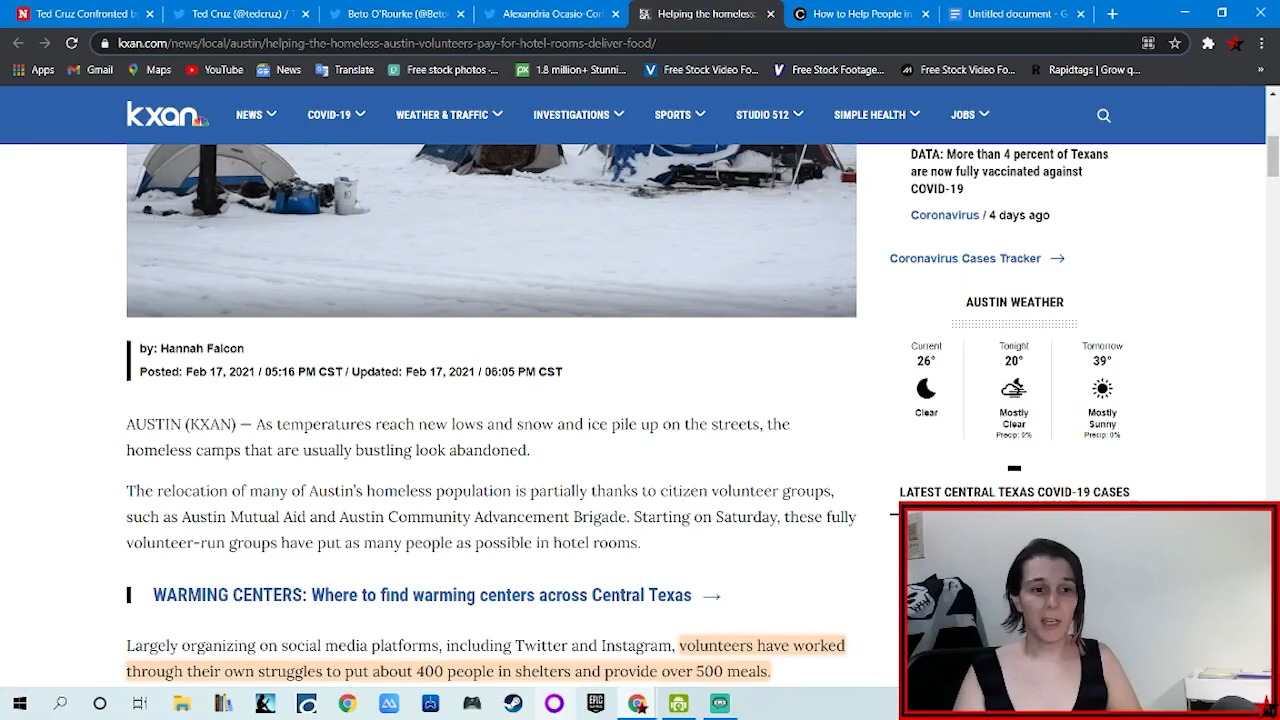 Ted Cruz Confronted b
Ted Cruz (@tedcruz) / T
Beto O'Rourke (@Beto-
Alexandria Ocasio-Cort
Helping the homeless:
How to Help People in
Untitled document - G
kxan.com/news/local/austin/helping-the-homeless-austin-volunteers-pay-for-hotel-rooms-deliver-food/
Apps
Gmail
Maps
YouTube
News
Translate
Free stock photos -...
1.8 million+ Stunni...
Free Stock Video Fo...
Free Stock Footage...
Free Stock Video Fo...
Rapidtags | Grow q...
»
kxan
NEWS
COVID-19
WEATHER & TRAFFIC
INVESTIGATIONS
SPORTS
STUDIO 512
SIMPLE HEALTH
JOBS
by: Hannah Falcon
Posted: Feb 17, 2021 / 05:16 PM CST / Updated: Feb 17, 2021 / 06:05 PM CST
AUSTIN (KXAN) — As temperatures reach new lows and snow and ice pile up on the streets, the
homeless camps that are usually bustling look abandoned.
The relocation of many of Austin's homeless population is partially thanks to citizen volunteer groups,
such as Austin Mutual Aid and Austin Community Advancement Brigade. Starting on Saturday, these fully
volunteer-run groups have put as many people as possible in hotel rooms.
WARMING CENTERS: Where to find warming centers across Central Texas →
Largely organizing on social media platforms, including Twitter and Instagram, volunteers have worked
through their own struggles to put about 400 people in shelters and provide over 500 meals.
DATA: More than 4 percent of Texans
are now fully vaccinated against
COVID-19
Coronavirus / 4 days ago
Coronavirus Cases Tracker →
AUSTIN WEATHER
Current
26°
Clear
Tonight
20°
Mostly
Clear
Precip: 0%
Tomorrow
39°
Mostly
Sunny
Precip: 0%
LATEST CENTRAL TEXAS COVID-19 CASES
EPIC